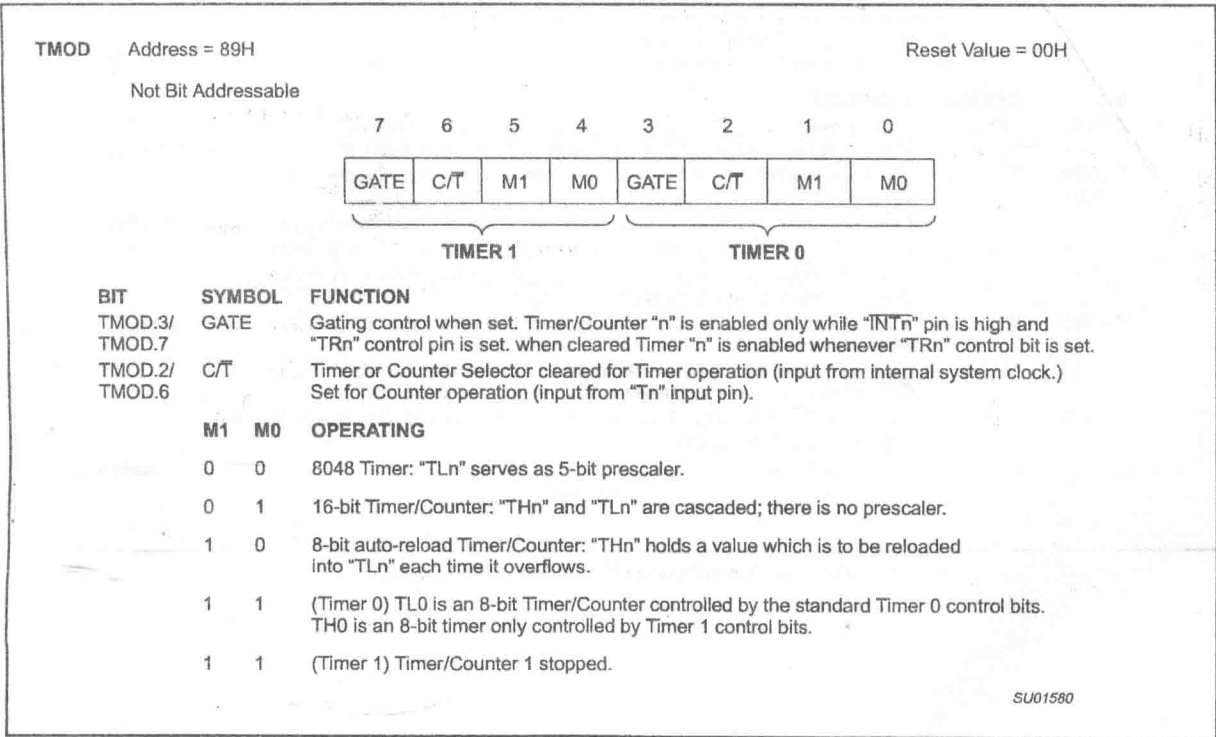 TMOD Address = 89H Reset Value = 00H
Not Bit Addressable
7 6 5 4 3 2 1 0
GATE C/T̅ M1 M0 GATE C/T̅ M1 M0
TIMER 1 TIMER 0
BIT SYMBOL FUNCTION
TMOD.3/ GATE Gating control when set. Timer/Counter “n” is enabled only while “I̅N̅T̅n̅” pin is high and
TMOD.7 “TRn” control pin is set. when cleared Timer “n” is enabled whenever “TRn” control bit is set.
TMOD.2/ C/T̅ Timer or Counter Selector cleared for Timer operation (input from internal system clock.)
TMOD.6 Set for Counter operation (input from “Tn” input pin).
M1 M0 OPERATING
0 0 8048 Timer: “TLn” serves as 5-bit prescaler.
0 1 16-bit Timer/Counter: “THn” and “TLn” are cascaded; there is no prescaler.
1 0 8-bit auto-reload Timer/Counter: “THn” holds a value which is to be reloaded
into “TLn” each time it overflows.
1 1 (Timer 0) TL0 is an 8-bit Timer/Counter controlled by the standard Timer 0 control bits.
TH0 is an 8-bit timer only controlled by Timer 1 control bits.
1 1 (Timer 1) Timer/Counter 1 stopped.
SU01580